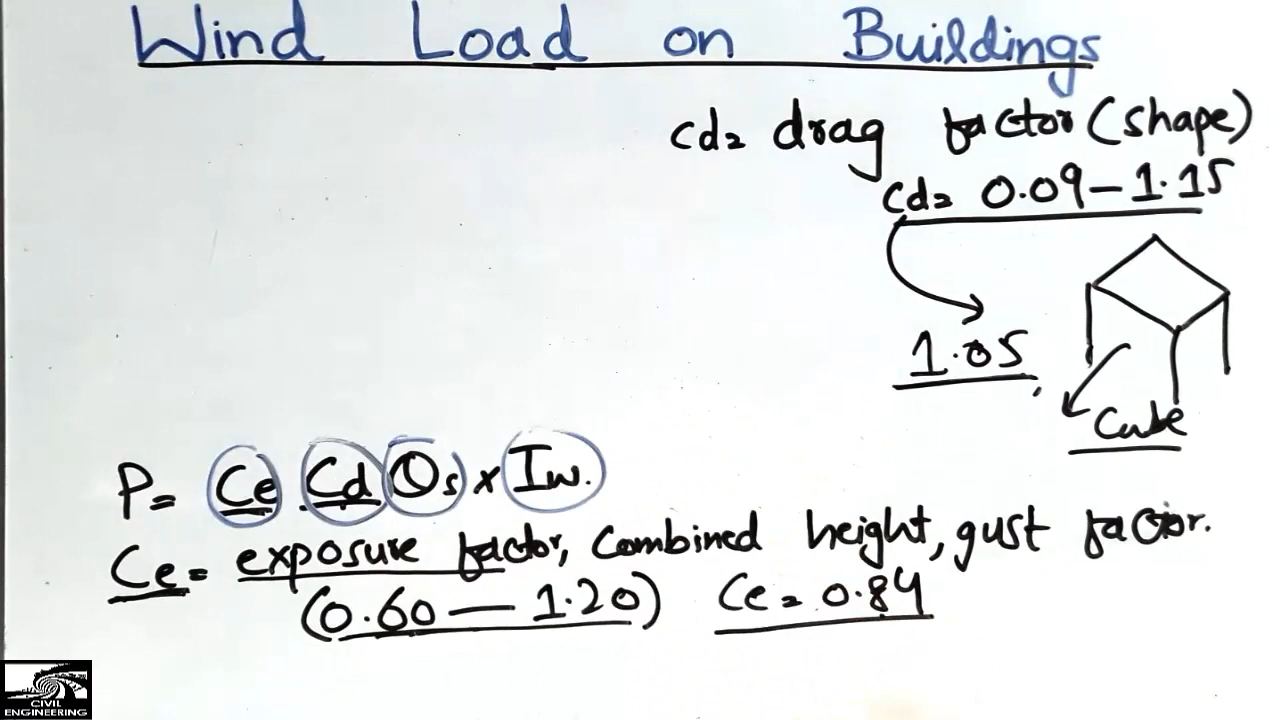 Wind Load on Buildings
Cd= drag factor (shape)
Cd= 0.09-1.15
1.05
Cube
P= Ce Cd Qs x Iw.
Ce= exposure factor, Combined height, gust factor.
(0.60 — 1.20) Ce = 0.84
CIVIL
ENGINEERING